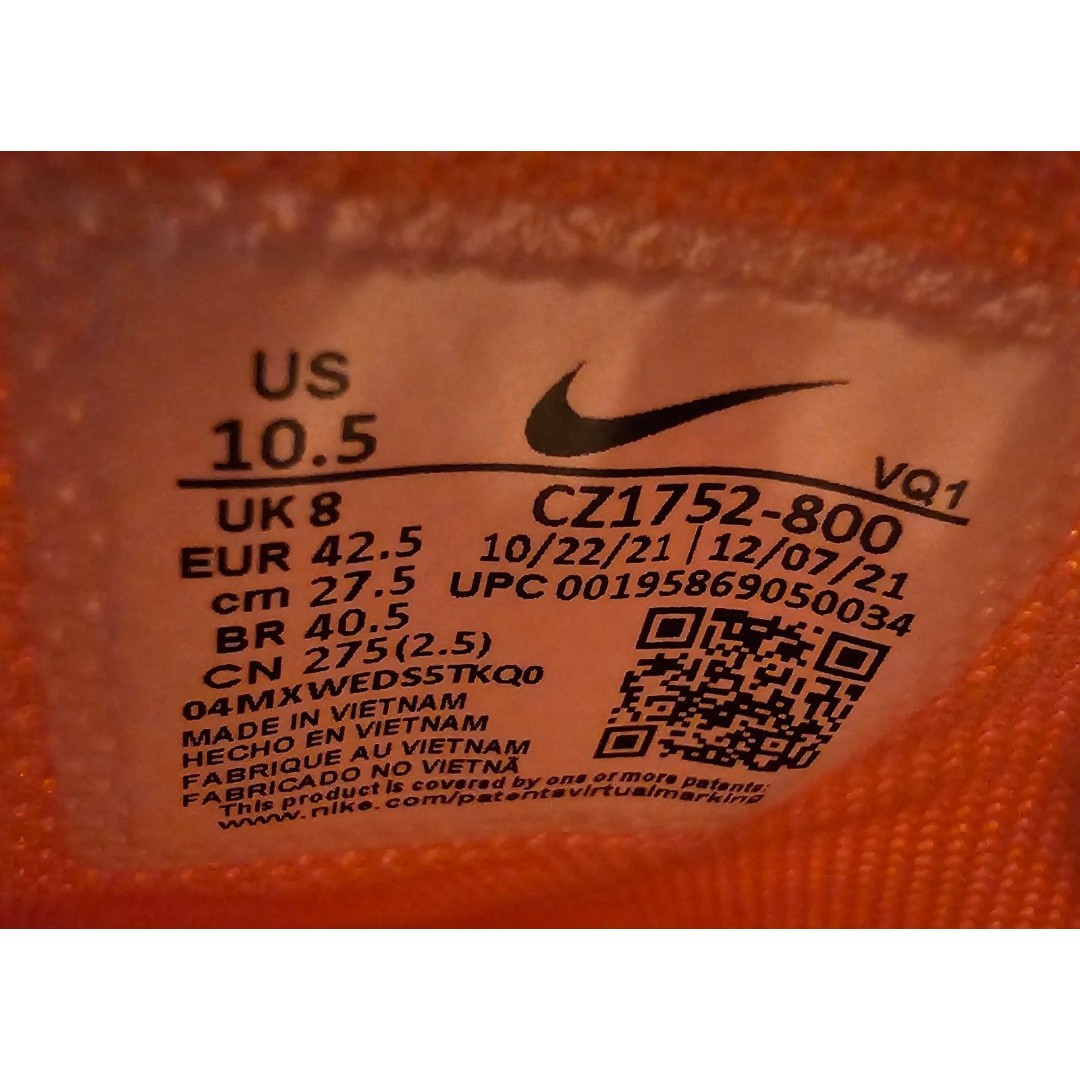 US
10.5
VQ1
UK 8
CZ1752-800
EUR 42.5
10/22/21 | 12/07/21
cm 27.5
UPC 00195869050034
BR 40.5
CN 275(2.5)
04MXWEDS5TKQ0
MADE IN VIETNAM
HECHO EN VIETNAM
FABRIQUE AU VIETNAM
FABRICADO NO VIETNÃ
This product is covered by one or more patents:
www.nike.com/patentsvirtualmarking